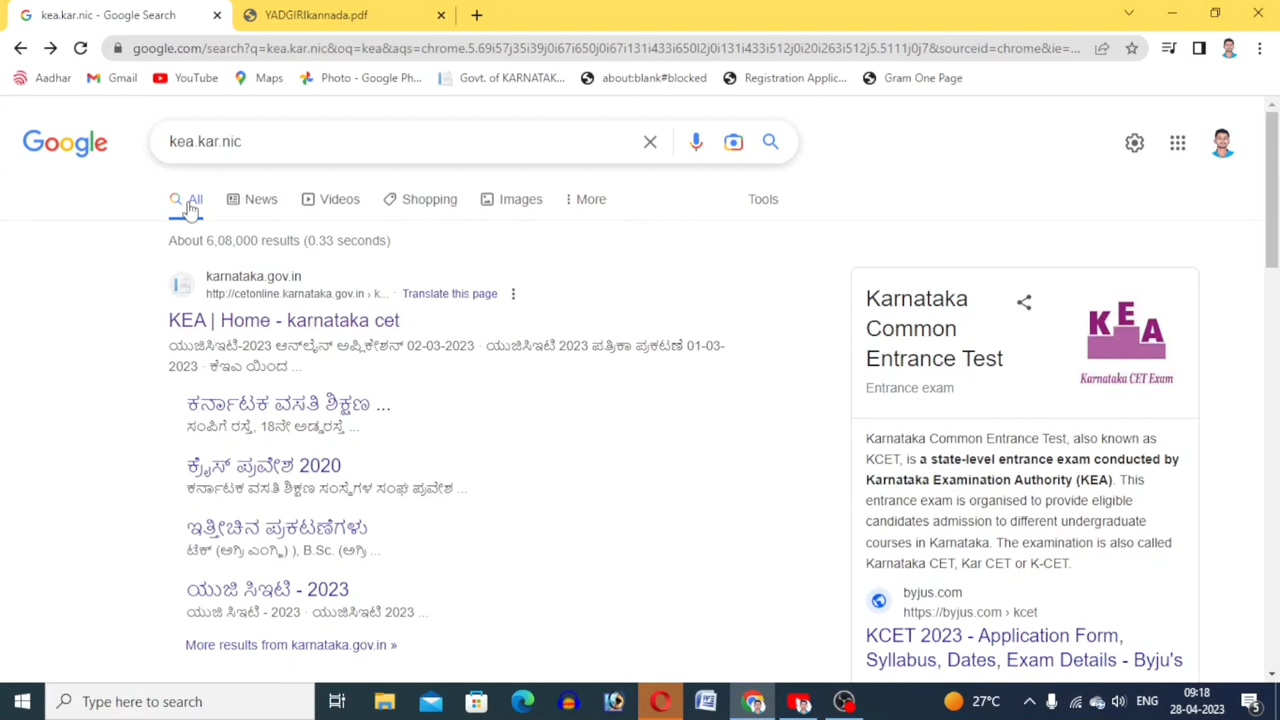 kea.kar.nic - Google Search
YADGIRIkannada.pdf
google.com/search?q=kea.kar.nic&oq=kea&aqs=chrome.5.69i57j35i39j0i67i650j0i67i131i433i650l2j0i131i433i512j0i20i263i512j5.5111j0j7&sourceid=chrome&ie=...
Aadhar
Gmail
YouTube
Maps
Photo - Google Ph...
Govt. of KARNATAK...
about:blank#blocked
Registration Applic...
Gram One Page
Google
kea.kar.nic
All
News
Videos
Shopping
Images
More
Tools
About 6,08,000 results (0.33 seconds)
karnataka.gov.in
http://cetonline.karnataka.gov.in › k... · Translate this page
KEA | Home - karnataka cet
ಯುಜಿಸಿಇಟಿ-2023 ಆನ್‌ಲೈನ್ ಅಪ್ಲಿಕೇಶನ್ 02-03-2023 · ಯುಜಿಸಿಇಟಿ 2023 ಪತ್ರಿಕಾ ಪ್ರಕಟಣೆ 01-03-
2023 · ಕೆಇಎ ಯಿಂದ ...
ಕರ್ನಾಟಕ ವಸತಿ ಶಿಕ್ಷಣ ...
ಸಂಪಿಗೆ ರಸ್ತೆ, 18ನೇ ಅಡ್ಡರಸ್ತೆ ...
ಕ್ರೈಸ್ ಪ್ರವೇಶ 2020
ಕರ್ನಾಟಕ ವಸತಿ ಶಿಕ್ಷಣ ಸಂಸ್ಥೆಗಳ ಸಂಘ ಪ್ರವೇಶ ...
ಇತ್ತೀಚಿನ ಪ್ರಕಟಣೆಗಳು
ಟೆಕ್ (ಅಗ್ರಿ ಎಂಗ್ನಿ) ), B.Sc. (ಅಗ್ರಿ ...
ಯುಜಿ ಸಿಇಟಿ - 2023
ಯುಜಿ ಸಿಇಟಿ - 2023 · ಯುಜಿಸಿಇಟಿ 2023 ...
More results from karnataka.gov.in »
Karnataka
Common
Entrance Test
Entrance exam
KEA
Karnataka CET Exam
Karnataka Common Entrance Test, also known as
KCET, is a state-level entrance exam conducted by
Karnataka Examination Authority (KEA). This
entrance exam is organised to provide eligible
candidates admission to different undergraduate
courses in Karnataka. The examination is also called
Karnataka CET, Kar CET or K-CET.
byjus.com
https://byjus.com › kcet
KCET 2023 - Application Form,
Syllabus, Dates, Exam Details - Byju's
Type here to search
27°C
ENG
09:18
28-04-2023
5